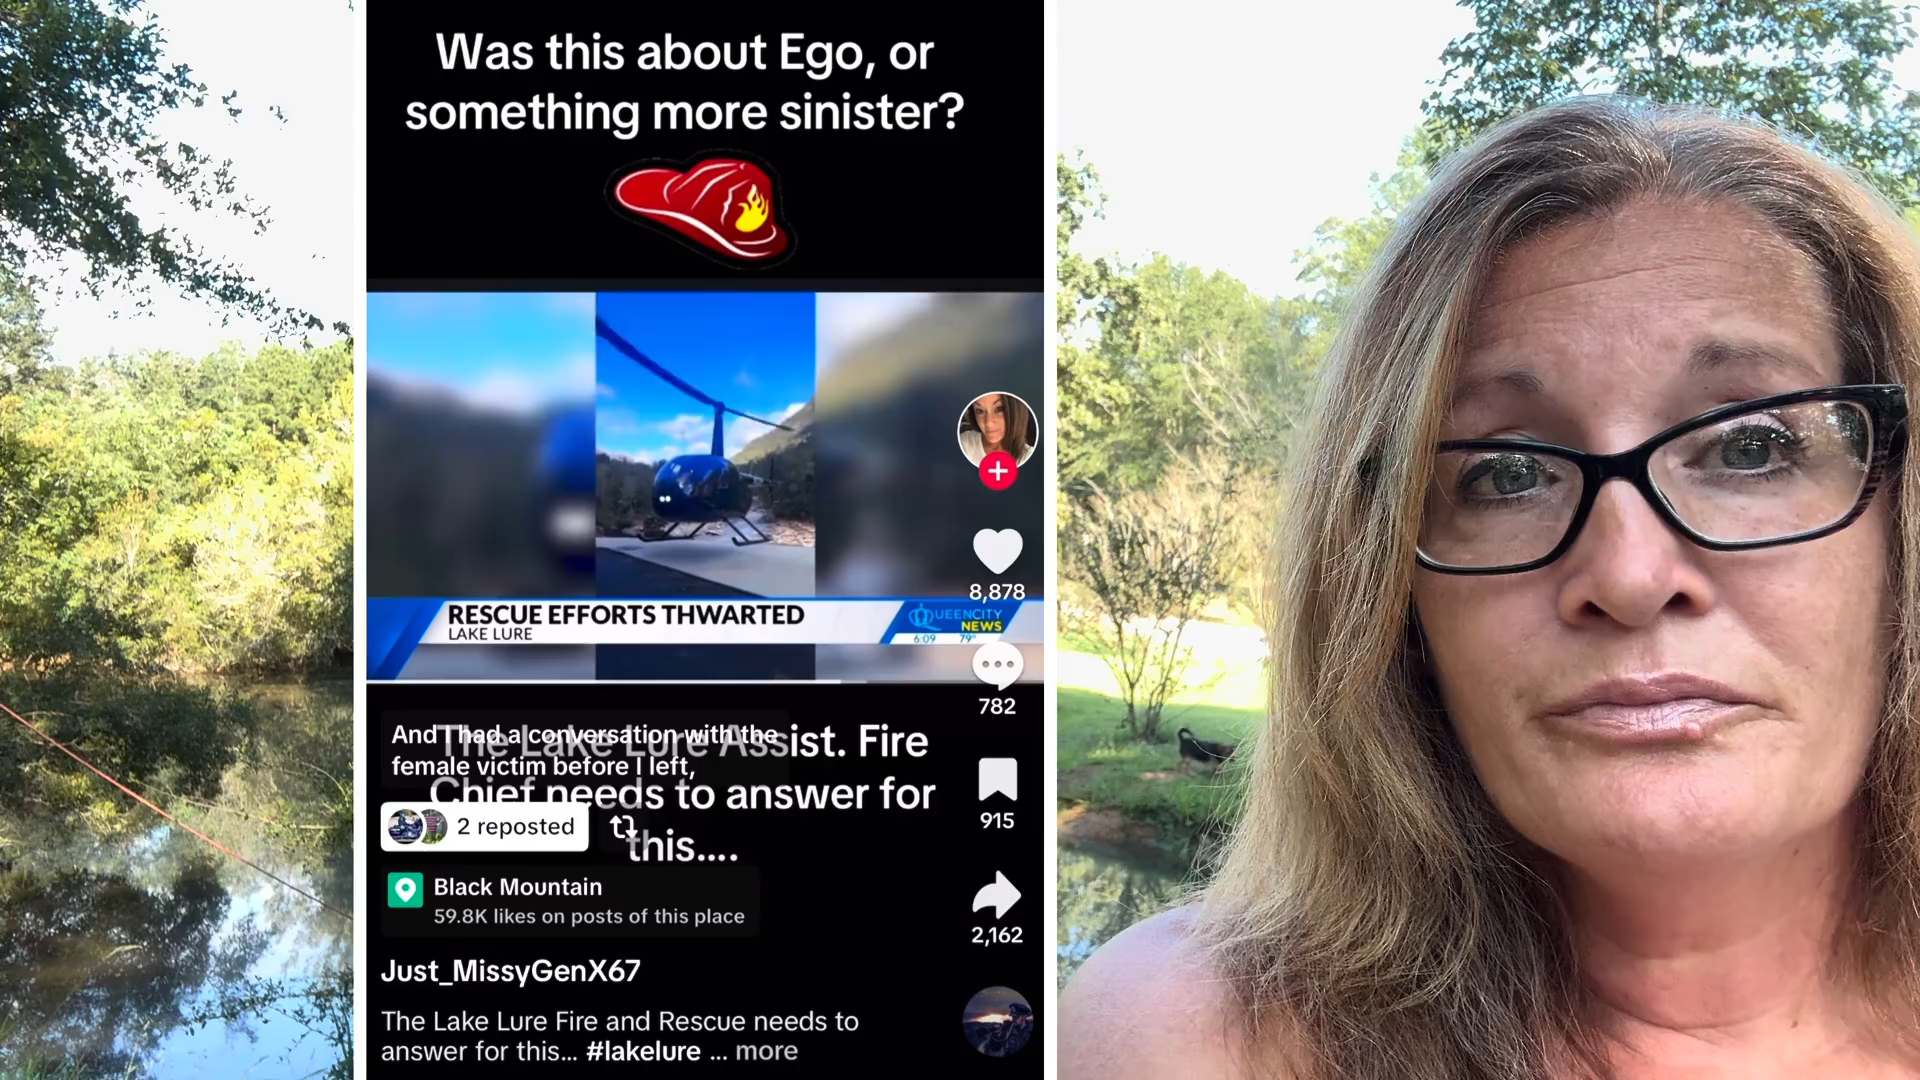 Was this about Ego, or
something more sinister?
RESCUE EFFORTS THWARTED
LAKE LURE
QUEENCITY
NEWS
6:09 79°
8,878
782
915
2,162
And I had a conversation with the
female victim before I left,
The Lake Lure Assist. Fire
Chief needs to answer for
this....
2 reposted
Black Mountain
59.8K likes on posts of this place
Just_MissyGenX67
The Lake Lure Fire and Rescue needs to
answer for this... #lakelure ... more